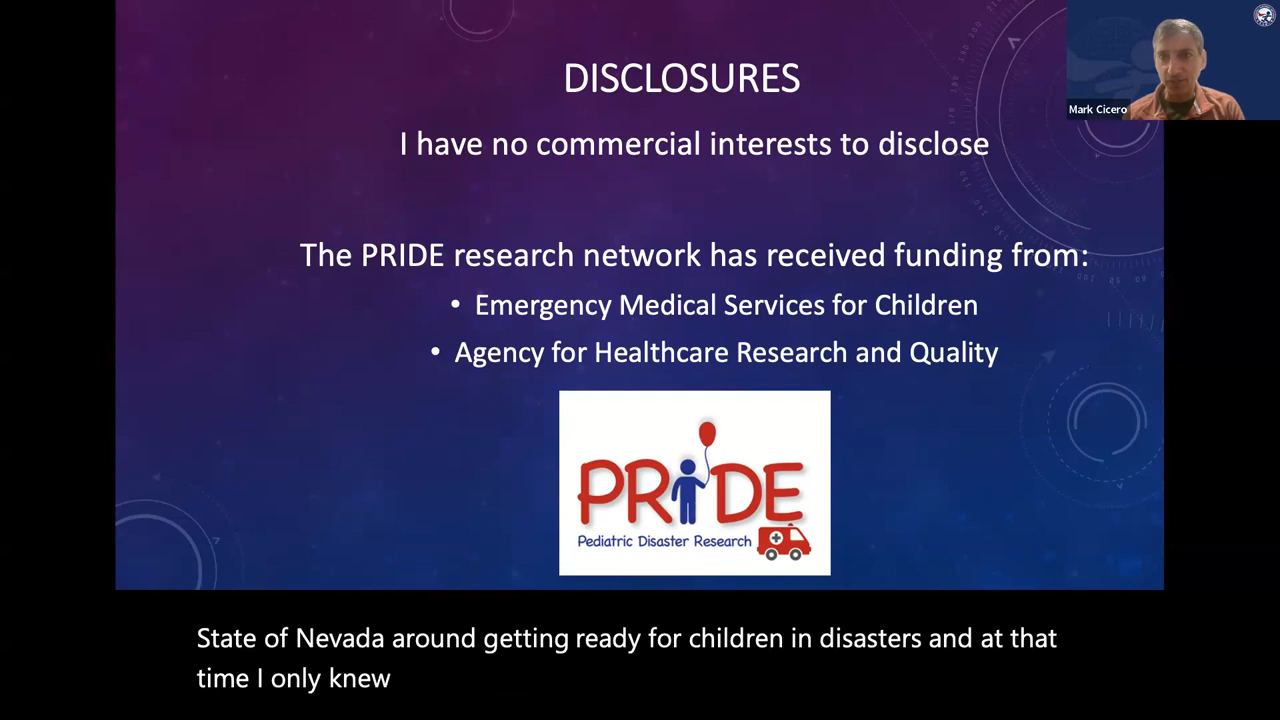 DISCLOSURES
I have no commercial interests to disclose
Mark Cicero
The PRIDE research network has received funding from:
• Emergency Medical Services for Children
• Agency for Healthcare Research and Quality
PRIDE
Pediatric Disaster Research
State of Nevada around getting ready for children in disasters and at that
time I only knew